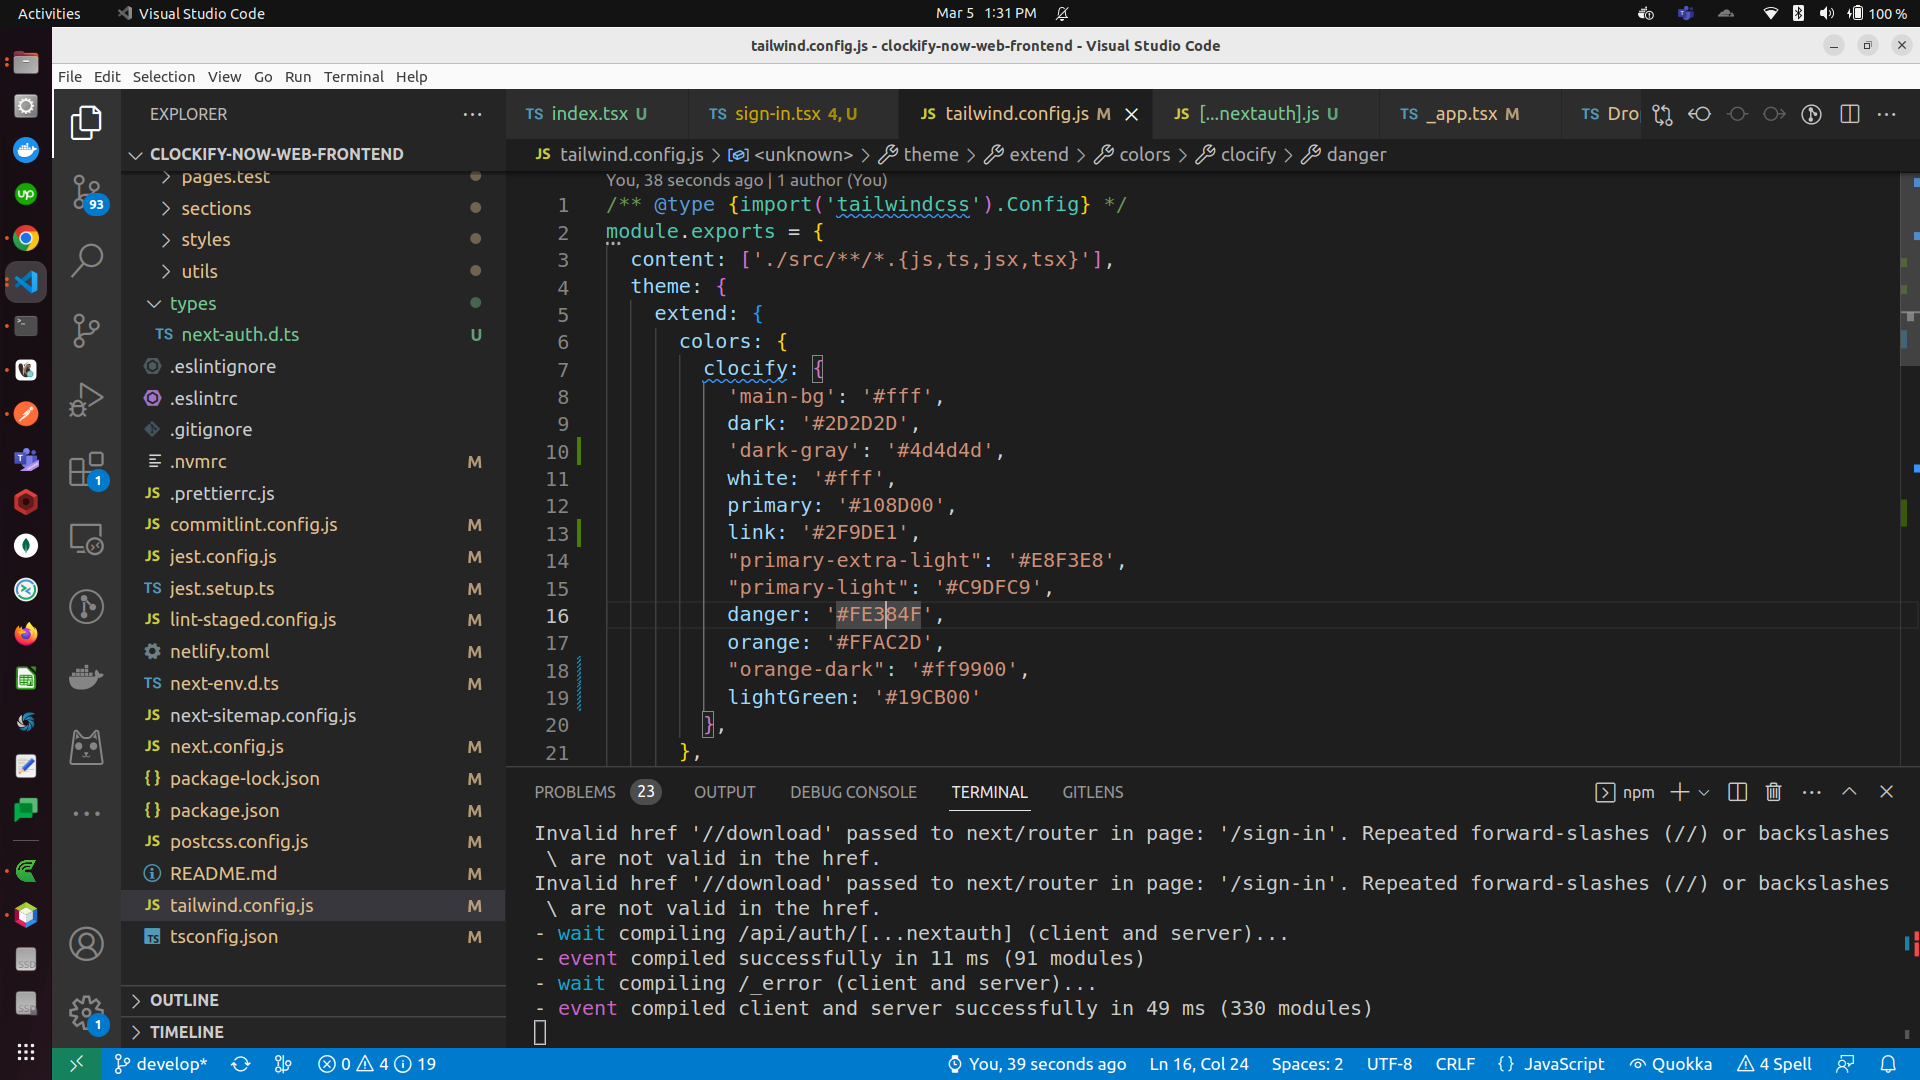 Activities
Visual Studio Code
Mar 5 1:31 PM
100 %
tailwind.config.js - clockify-now-web-frontend - Visual Studio Code
File Edit Selection View Go Run Terminal Help
EXPLORER
CLOCKIFY-NOW-WEB-FRONTEND
pages.test
sections
styles
utils
types
TS next-auth.d.ts U
.eslintignore
.eslintrc
.gitignore
.nvmrc M
JS .prettierrc.js
JS commitlint.config.js M
JS jest.config.js M
TS jest.setup.ts M
JS lint-staged.config.js M
netlify.toml M
TS next-env.d.ts M
JS next-sitemap.config.js
JS next.config.js M
{} package-lock.json M
{} package.json M
JS postcss.config.js M
README.md M
JS tailwind.config.js M
TS tsconfig.json M
OUTLINE
TIMELINE
93
1
1
TS index.tsx U
TS sign-in.tsx 4, U
JS tailwind.config.js M
JS [...nextauth].js U
TS _app.tsx M
TS Dro
JS tailwind.config.js > <unknown> > theme > extend > colors > clocify > danger
You, 38 seconds ago | 1 author (You)
1 /** @type {import('tailwindcss').Config} */
2 module.exports = {
3 content: ['./src/**/*.{js,ts,jsx,tsx}'],
4 theme: {
5 extend: {
6 colors: {
7 clocify: {
8 'main-bg': '#fff',
9 dark: '#2D2D2D',
10 'dark-gray': '#4d4d4d',
11 white: '#fff',
12 primary: '#108D00',
13 link: '#2F9DE1',
14 "primary-extra-light": '#E8F3E8',
15 "primary-light": '#C9DFC9',
16 danger: '#FE384F',
17 orange: '#FFAC2D',
18 "orange-dark": '#ff9900',
19 lightGreen: '#19CB00'
20 },
21 },
PROBLEMS 23 OUTPUT DEBUG CONSOLE TERMINAL GITLENS
npm
Invalid href '//download' passed to next/router in page: '/sign-in'. Repeated forward-slashes (//) or backslashes
\ are not valid in the href.
Invalid href '//download' passed to next/router in page: '/sign-in'. Repeated forward-slashes (//) or backslashes
\ are not valid in the href.
- wait compiling /api/auth/[...nextauth] (client and server)...
- event compiled successfully in 11 ms (91 modules)
- wait compiling /_error (client and server)...
- event compiled client and server successfully in 49 ms (330 modules)
develop* 0 4 19
You, 39 seconds ago Ln 16, Col 24 Spaces: 2 UTF-8 CRLF {} JavaScript Quokka 4 Spell